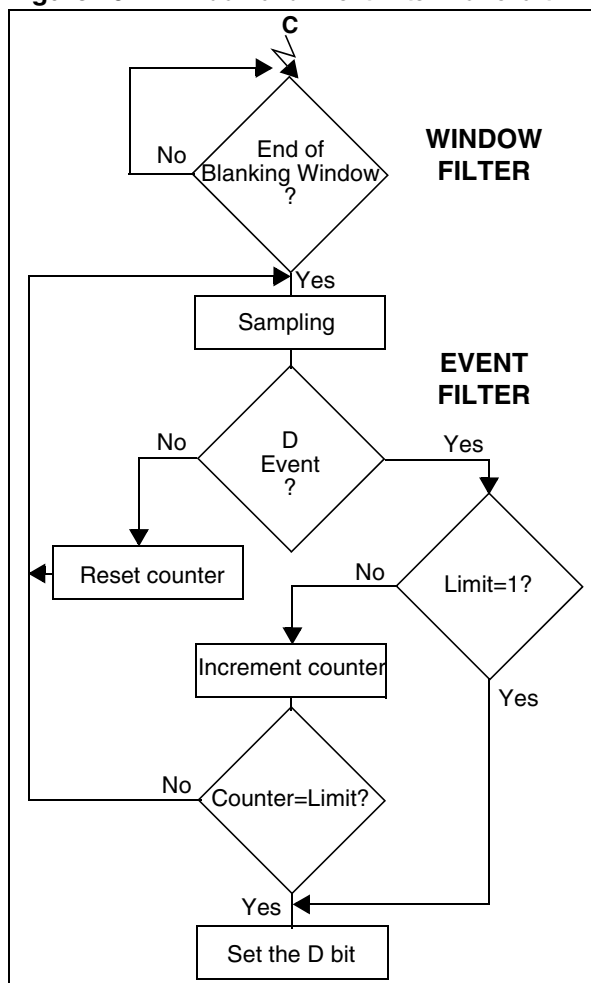 C
No
End of
Blanking Window
?
WINDOW
FILTER
Yes
Sampling
EVENT
FILTER
No
D
Event
?
Yes
Reset counter
No
Limit=1?
Increment counter
Yes
No
Counter=Limit?
Yes
Set the D bit